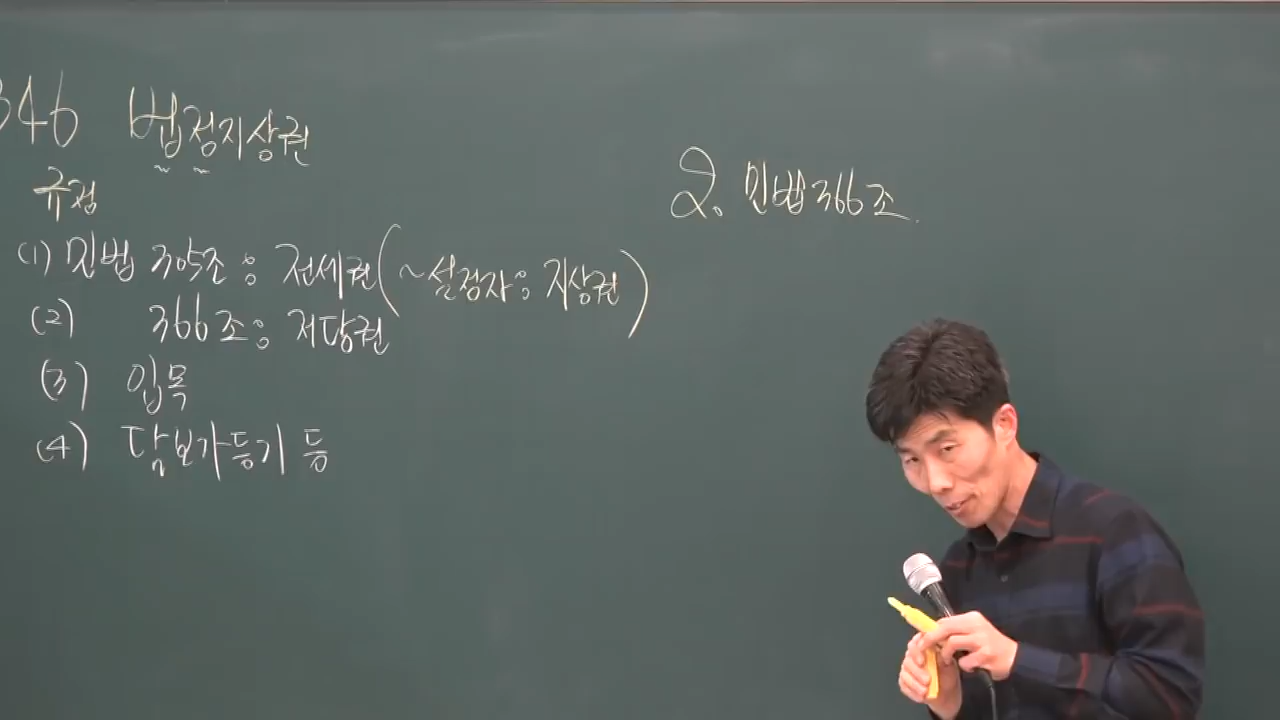 346 법정지상권
규정
(1) 민법 305조 : 전세권(~설정자 : 지상권)
(2) 366조 : 저당권
(3) 입목
(4) 담보가등기 등
2. 민법 366조.